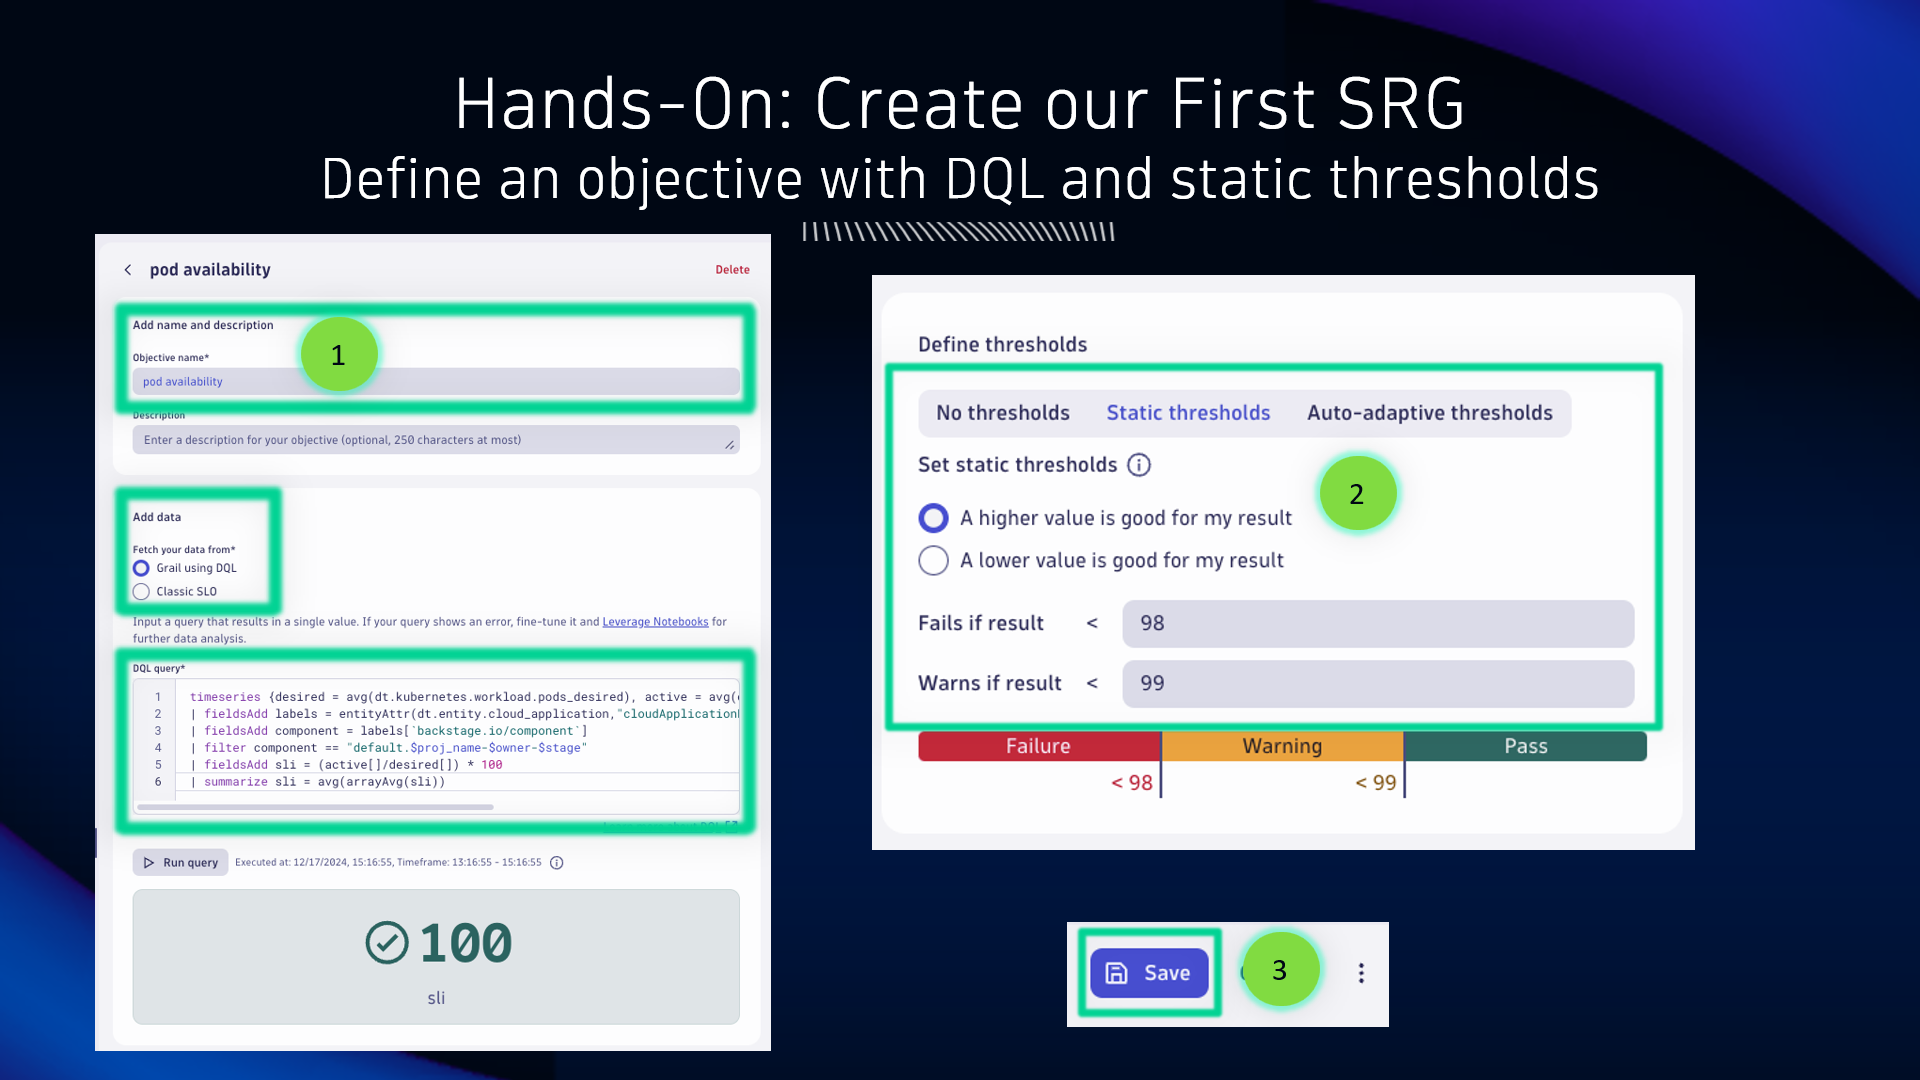 Hands-On: Create our First SRG
Define an objective with DQL and static thresholds
pod availability
Delete
Add name and description
1
Objective name*
pod availability
Description
Enter a description for your objective (optional, 250 characters at most)
Add data
Fetch your data from*
Grail using DQL
Classic SLO
Input a query that results in a single value. If your query shows an error, fine-tune it and Leverage Notebooks for
further data analysis.
DQL query*
1 timeseries {desired = avg(dt.kubernetes.workload.pods_desired), active = avg(
2 | fieldsAdd labels = entityAttr(dt.entity.cloud_application,"cloudApplication
3 | fieldsAdd component = labels[`backstage.io/component`]
4 | filter component == "default.$proj_name-$owner-$stage"
5 | fieldsAdd sli = (active[]/desired[]) * 100
6 | summarize sli = avg(arrayAvg(sli))
Run query
Executed at: 12/17/2024, 15:16:55, Timeframe: 13:16:55 - 15:16:55
100
sli
Define thresholds
No thresholds Static thresholds Auto-adaptive thresholds
Set static thresholds
2
A higher value is good for my result
A lower value is good for my result
Fails if result < 98
Warns if result < 99
Failure Warning Pass
< 98 < 99
Save
3